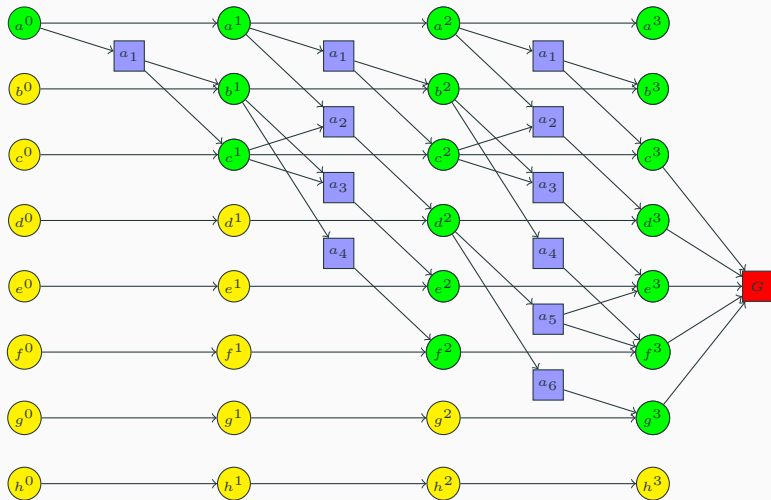 a⁰ a¹ a² a³
a₁ a₁ a₁
b⁰ b¹ b² b³
a₂ a₂
c⁰ c¹ c² c³
a₃ a₃
d⁰ d¹ d² d³
a₄ a₄
e⁰ e¹ e² e³ G
a₅
f⁰ f¹ f² f³
a₆
g⁰ g¹ g² g³
h⁰ h¹ h² h³